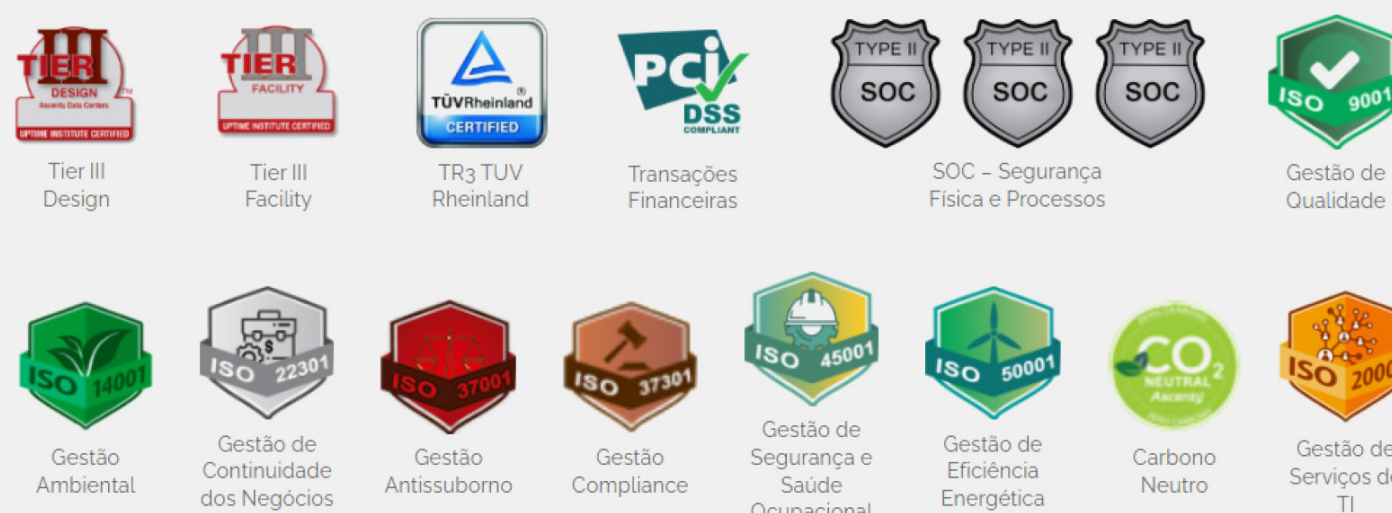 TIER
DESIGN
Ascenty Data Centers
TM
UPTIME INSTITUTE CERTIFIED
Tier III
Design
TIER
FACILITY
UPTIME INSTITUTE CERTIFIED
Tier III
Facility
TÜVRheinland®
CERTIFIED
TR3 TUV
Rheinland
PCi
DSS
COMPLIANT
Transações
Financeiras
TYPE II
SOC
TYPE II
SOC
TYPE II
SOC
SOC – Segurança
Física e Processos
ISO 9001
Gestão de
Qualidade
ISO 14001
Gestão
Ambiental
ISO 22301
Gestão de
Continuidade
dos Negócios
ISO 37001
Gestão
Antissuborno
ISO 37301
Gestão
Compliance
ISO 45001
Gestão de
Segurança e
Saúde
Ocupacional
ISO 50001
Gestão de
Eficiência
Energética
CO2
NEUTRAL
Ascenty
Carbono
Neutro
ISO 2000
Gestão de
Serviços de
TI